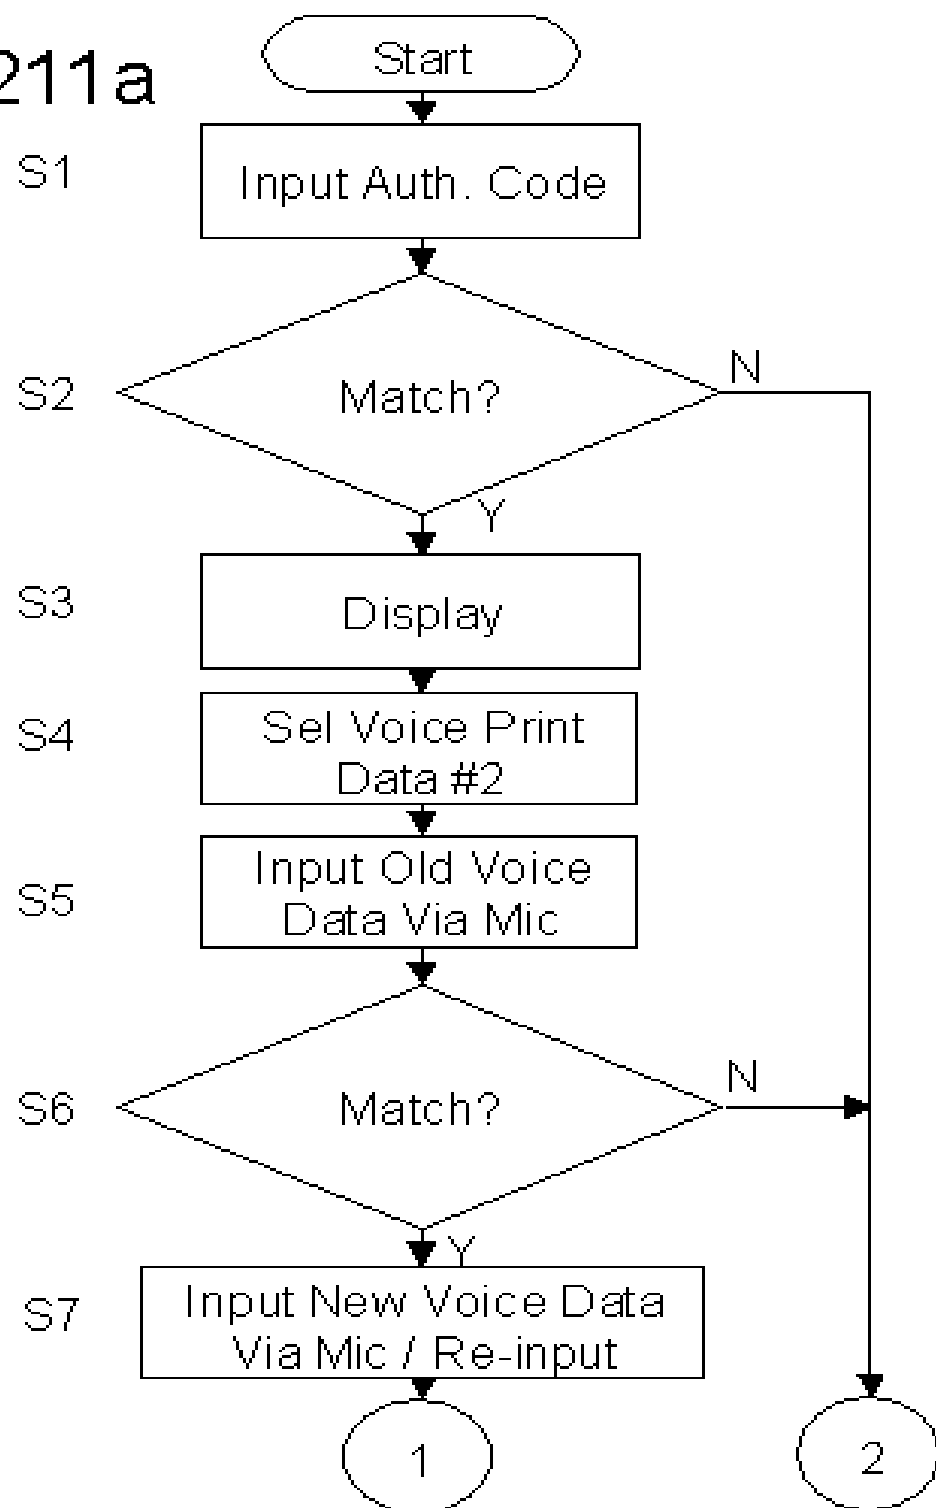 211a
Start
S1
Input Auth. Code
S2
Match?
N
Y
S3
Display
S4
Sel Voice Print
Data #2
S5
Input Old Voice
Data Via Mic
S6
Match?
N
Y
S7
Input New Voice Data
Via Mic / Re-input
1
2